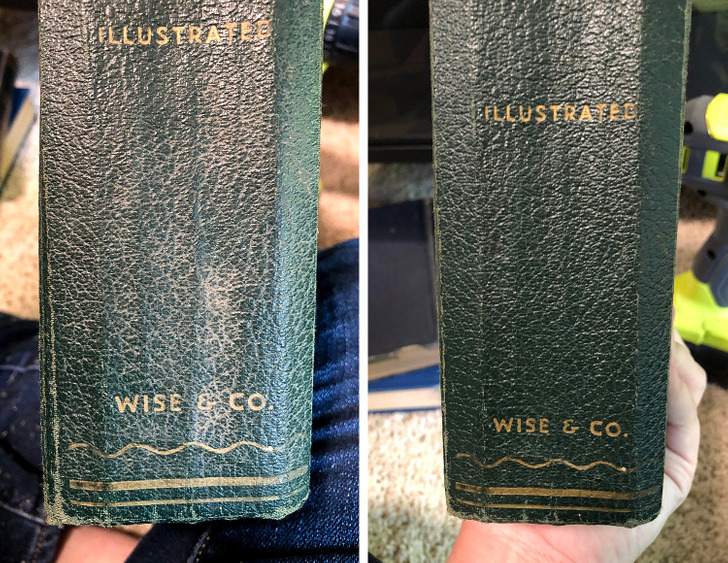 ILLUSTRATED
WISE & CO.
ILLUSTRATED
WISE & CO.